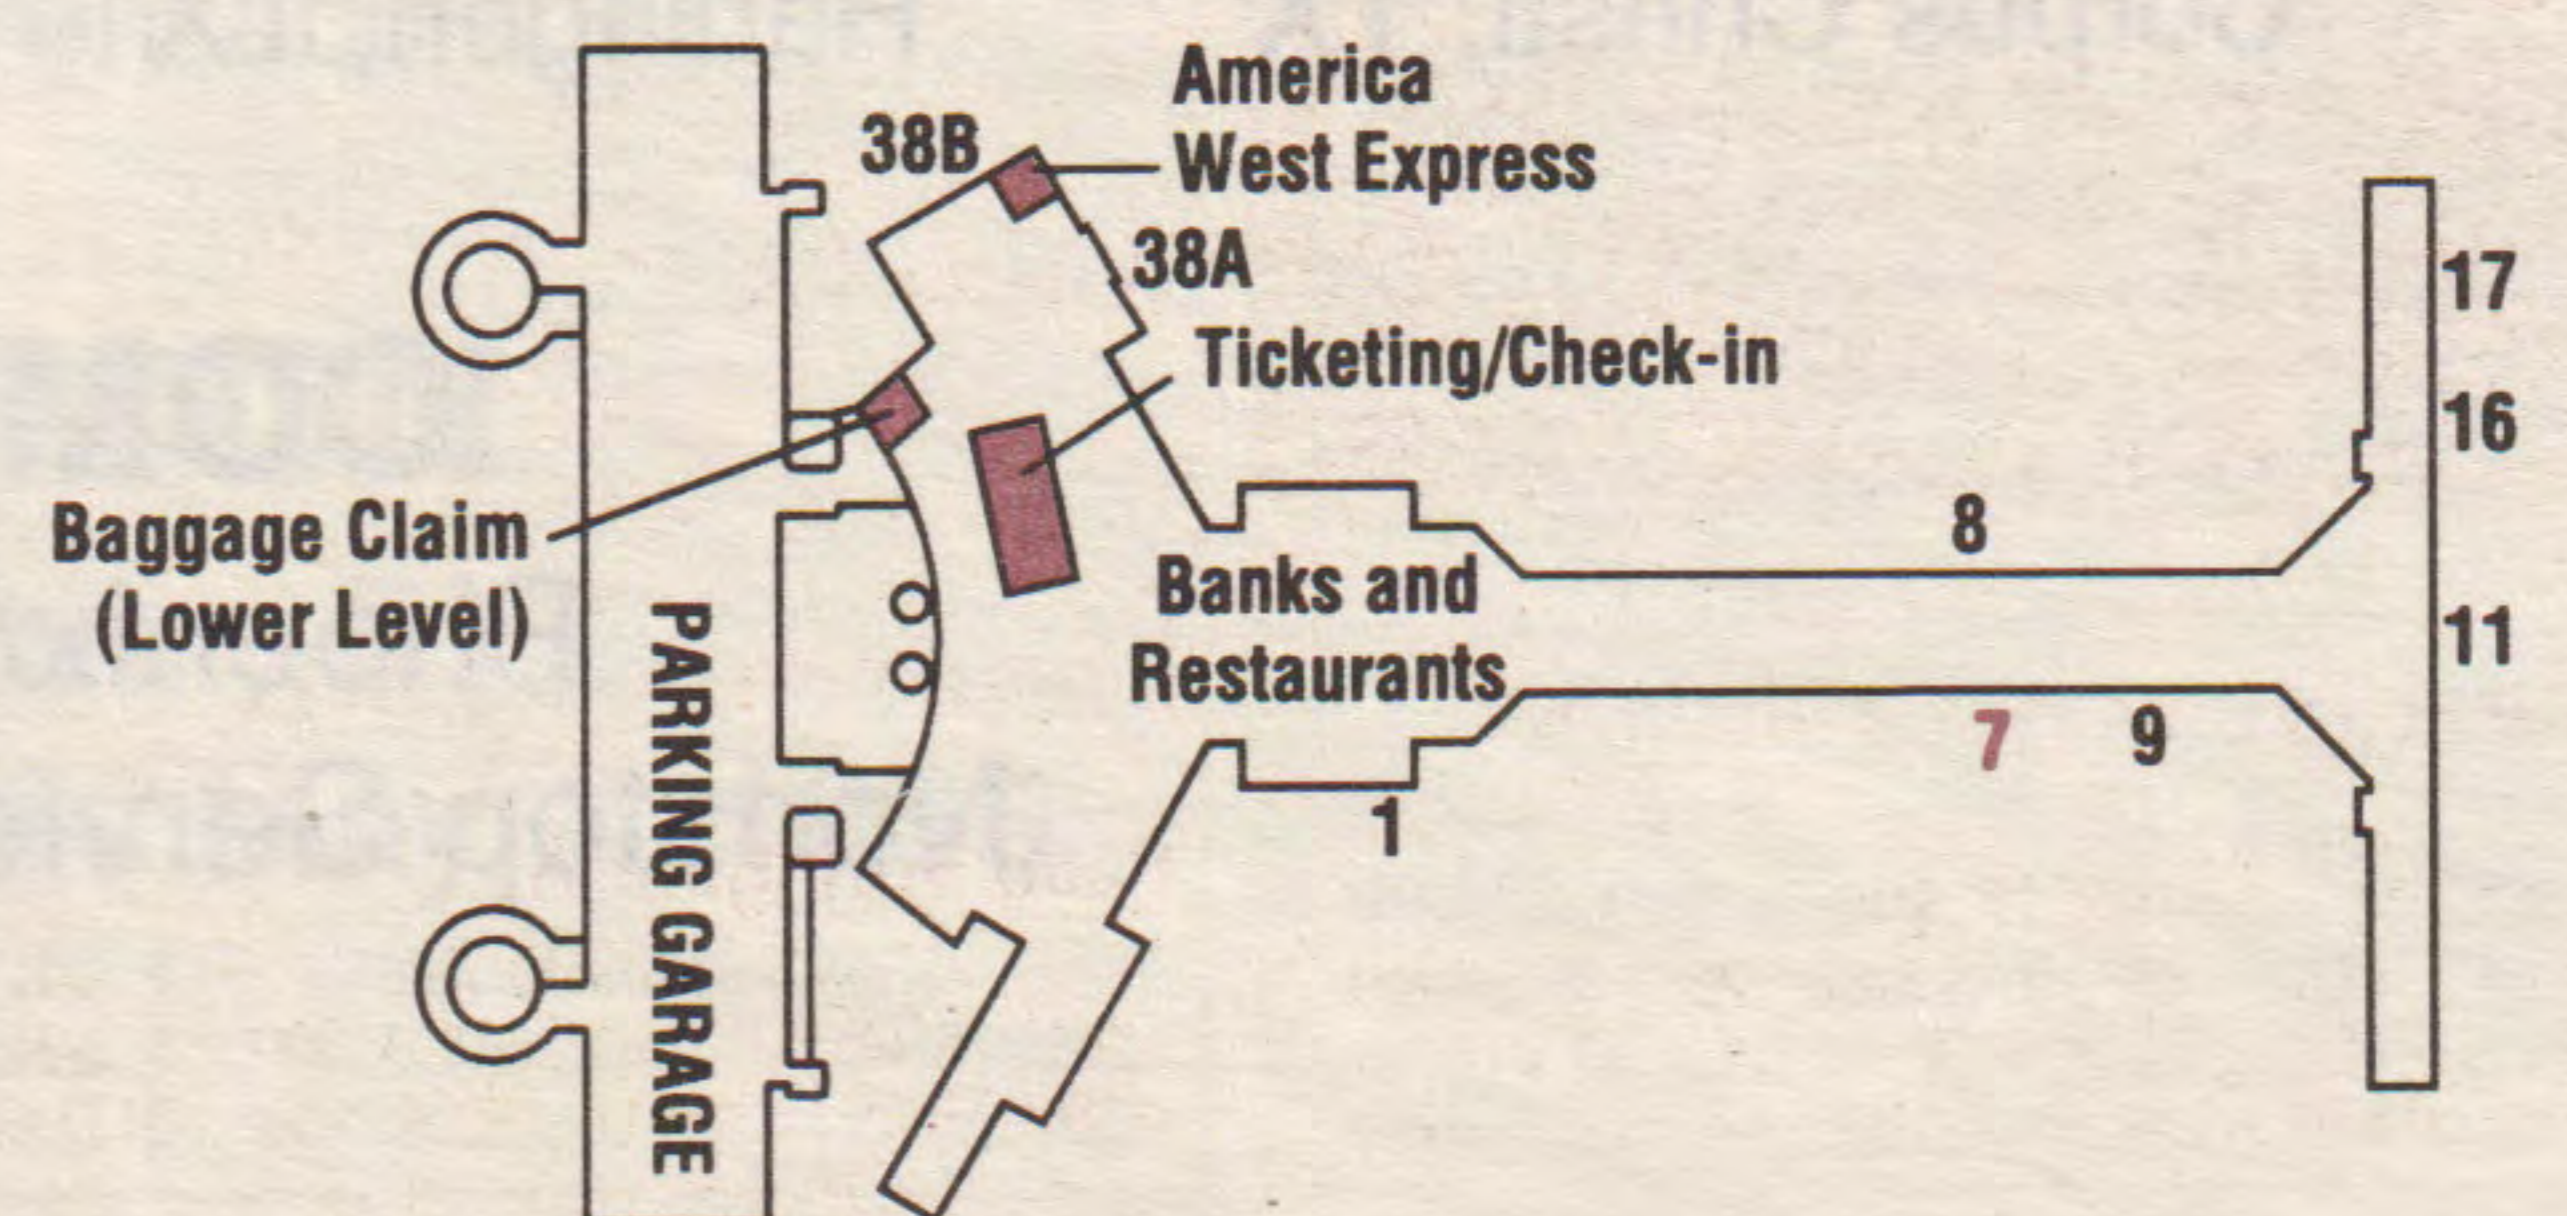 America
West Express
38B
38A
Ticketing/Check-in
17
16
11
8
Baggage Claim
(Lower Level)
Banks and
Restaurants
7
9
1
PARKING GARAGE